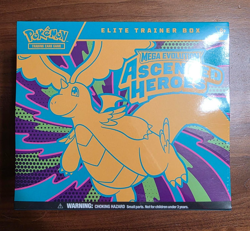 POKÉMON
TRADING CARD GAME
ELITE TRAINER BOX
MEGA EVOLUTION
ASCENDED
HEROES
WARNING: CHOKING HAZARD Small parts. Not for children under 3 years.